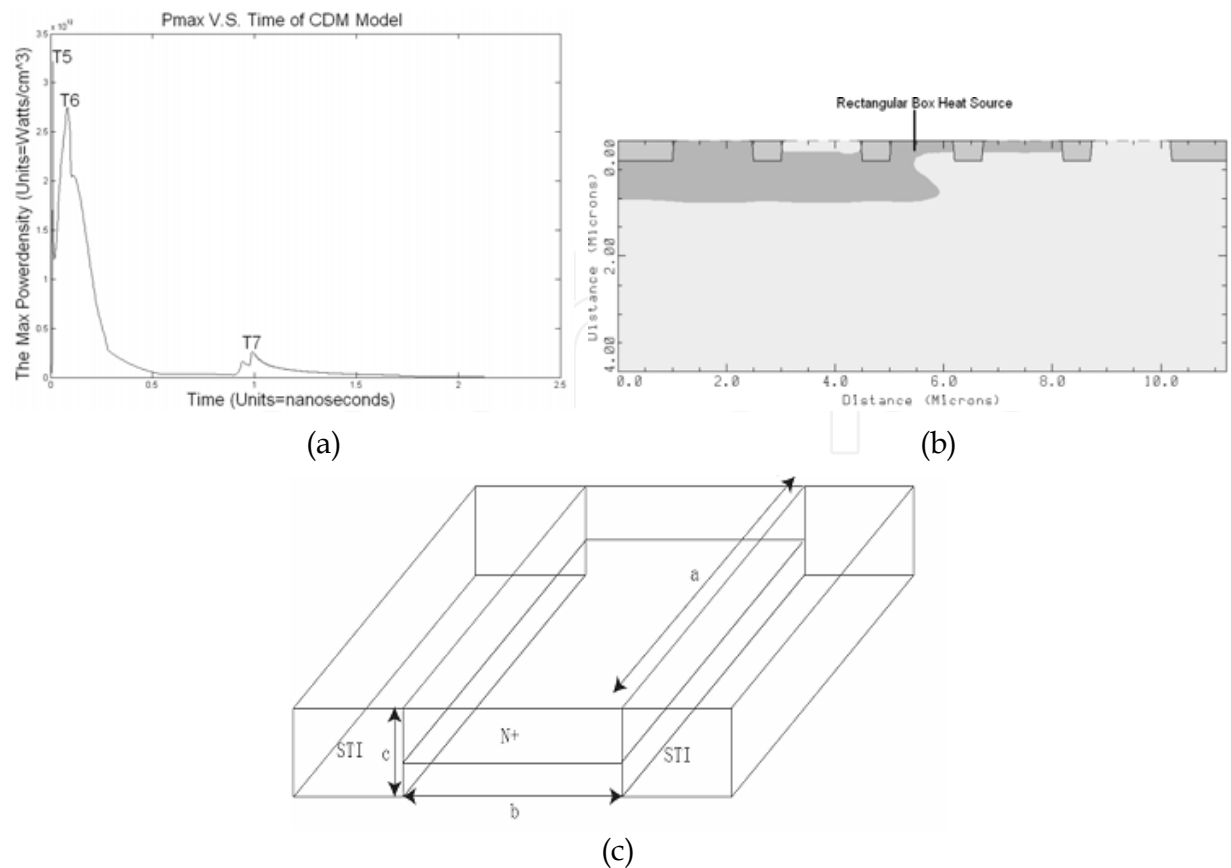 Pmax V.S. Time of CDM Model
The Max Powerdensity (Units=Watts/cm^3)
3.5
3
2.5
2
1.5
1
0.5
0
T5
T6
T7
0 0.5 1.0 1.5 2 2.5
Time (Units=nanoseconds)
(a)
Rectangular Box Heat Source
Distance (Microns)
0.00
2.00
4.00
0.0 2.0 4.0 6.0 8.0 10.0
Distance (Microns)
(b)
a
STI c N+ STI
b
(c)